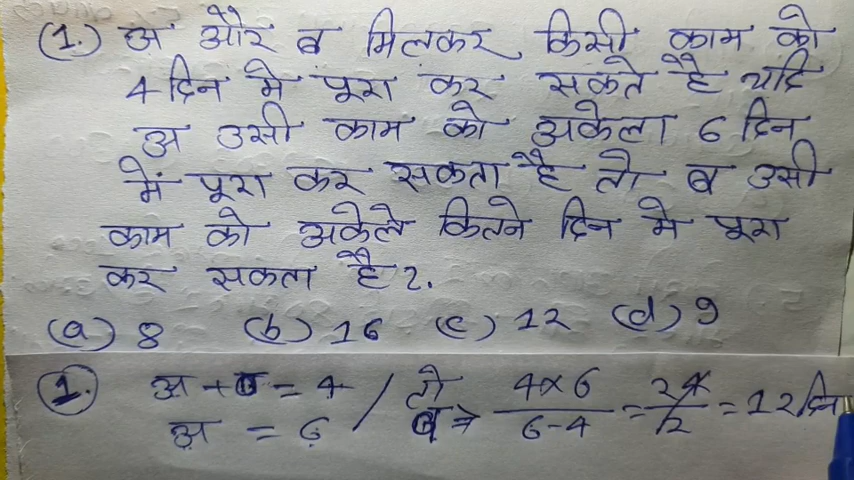 (1.) अ और ब मिलकर किसी काम को
4 दिन मे पूरा कर सकते है यदि
अ उसी काम को अकेला 6 दिन
में पूरा कर सकता है तो ब उसी
काम को अकेले कितने दिन मे पूरा
कर सकता है?.
(a) 8 (b) 16 (c) 12 (d) 9
1. अ + ब = 4 / तो 4×6 24
अ = 6 ब ⇒ 6-4 = 2 = 12 दिन